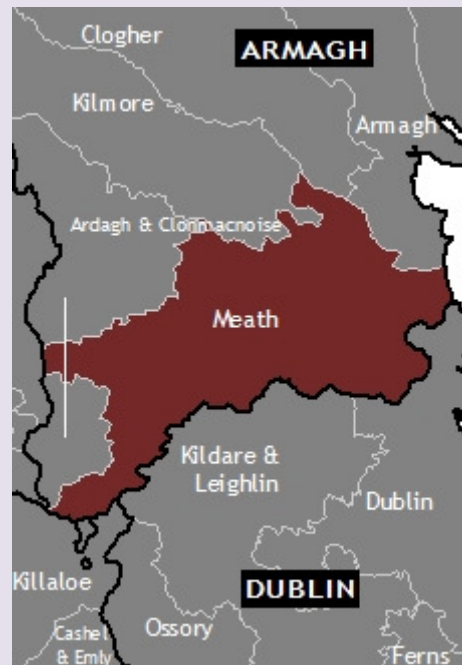 Clogher
ARMAGH
Kilmore
Armagh
Ardagh & Clonmacnoise
Meath
Kildare &
Leighlin
Dublin
Killaloe
DUBLIN
Cashel
& Emly
Ossory
Ferns